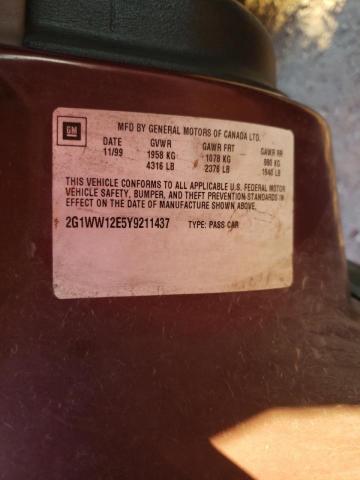 GM
MFD BY GENERAL MOTORS OF CANADA LTD.
DATE GVWR GAWR FRT GAWR RR
11/99 1958 KG 1078 KG 880 KG
4316 LB 2376 LB 1940 LB
THIS VEHICLE CONFORMS TO ALL APPLICABLE U.S. FEDERAL MOTOR
VEHICLE SAFETY, BUMPER, AND THEFT PREVENTION STANDARDS IN
EFFECT ON THE DATE OF MANUFACTURE SHOWN ABOVE.
2G1WW12E5Y9211437 TYPE: PASS CAR